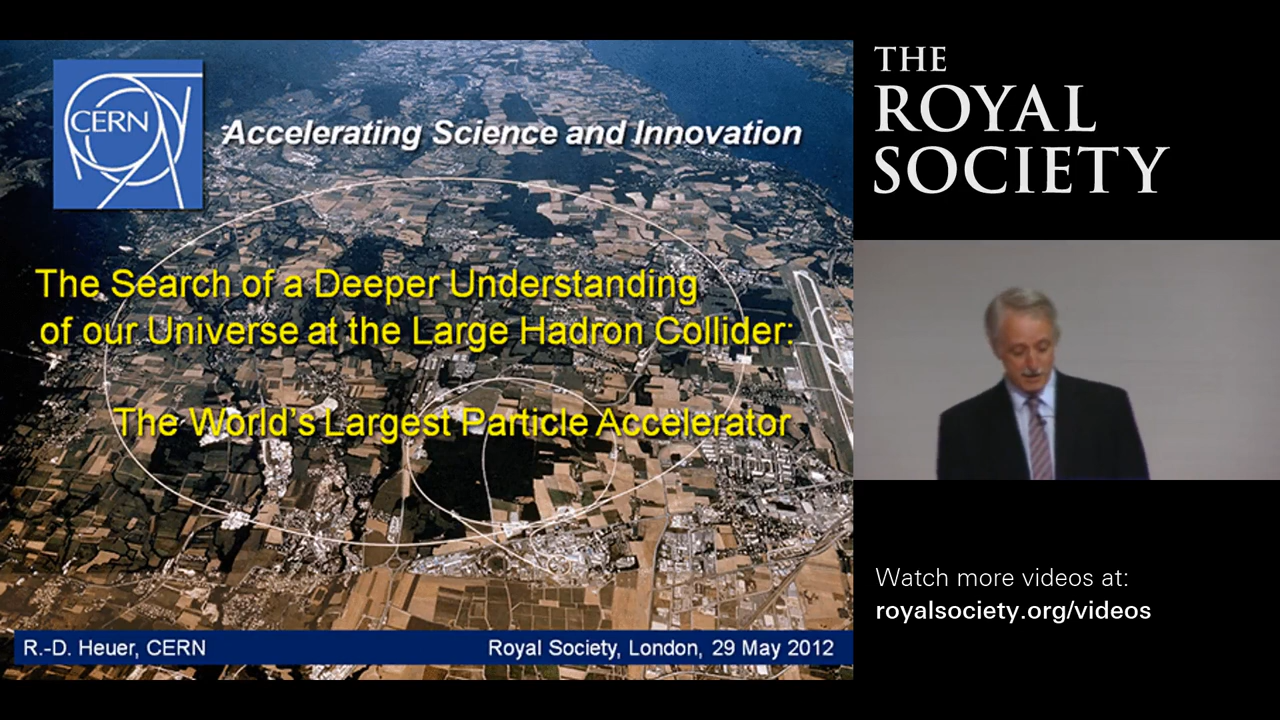 CERN
Accelerating Science and Innovation
The Search of a Deeper Understanding
of our Universe at the Large Hadron Collider:
The World's Largest Particle Accelerator
R.-D. Heuer, CERN
Royal Society, London, 29 May 2012
THE
ROYAL
SOCIETY
Watch more videos at:
royalsociety.org/videos